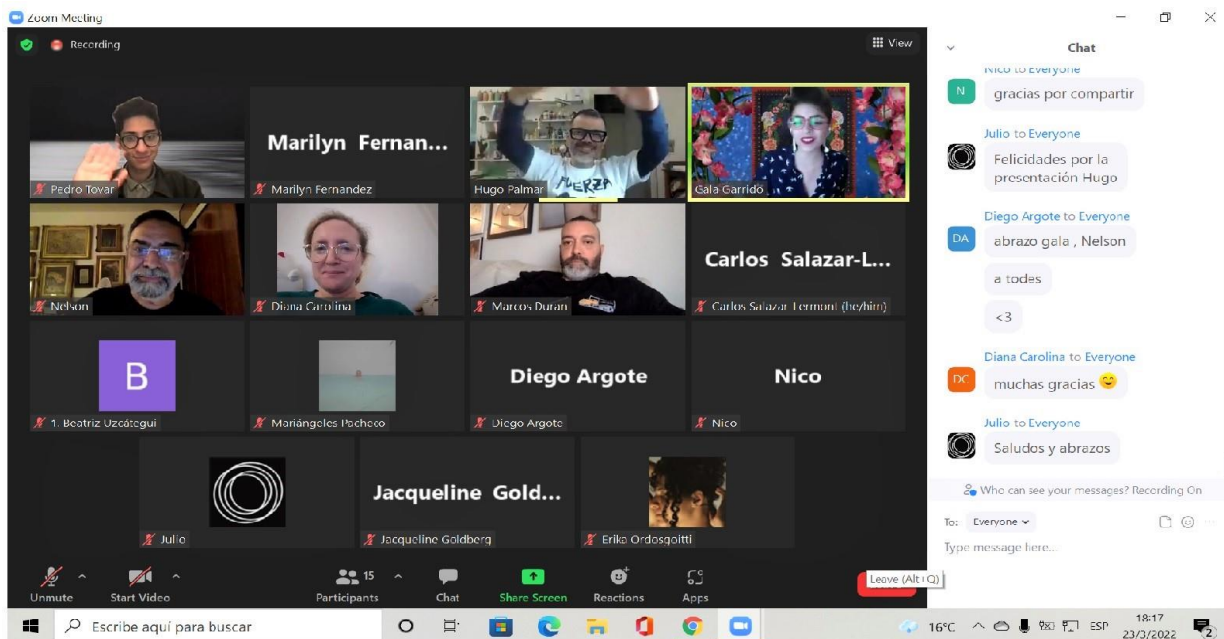 Zoom Meeting
Recording
View
Pedro Tovar
Marilyn Fernan...
Marilyn Fernandez
FUERZA
Hugo Palmar
Gala Garrido
Nelson
Diana Carolina
Marcos Duran
Carlos Salazar-L...
Carlos Salazar-Lermont (he/him)
B
1. Beatriz Uzcátegui
Mariángeles Pacheco
Diego Argote
Diego Argote
Nico
Nico
Julio
Jacqueline Gold...
Jacqueline Goldberg
Erika Ordosgoitti
Unmute
Start Video
15
Participants
Chat
Share Screen
Reactions
Apps
Leave (Alt+Q)
Chat
Nico to Everyone
N
gracias por compartir
Julio to Everyone
Felicidades por la
presentación Hugo
Diego Argote to Everyone
DA
abrazo gala , Nelson
a todes
<3
Diana Carolina to Everyone
DC
muchas gracias
Julio to Everyone
Saludos y abrazos
Who can see your messages? Recording On
To: Everyone
Type message here...
Escribe aquí para buscar
16°C
ESP
18:17
23/3/2022
2